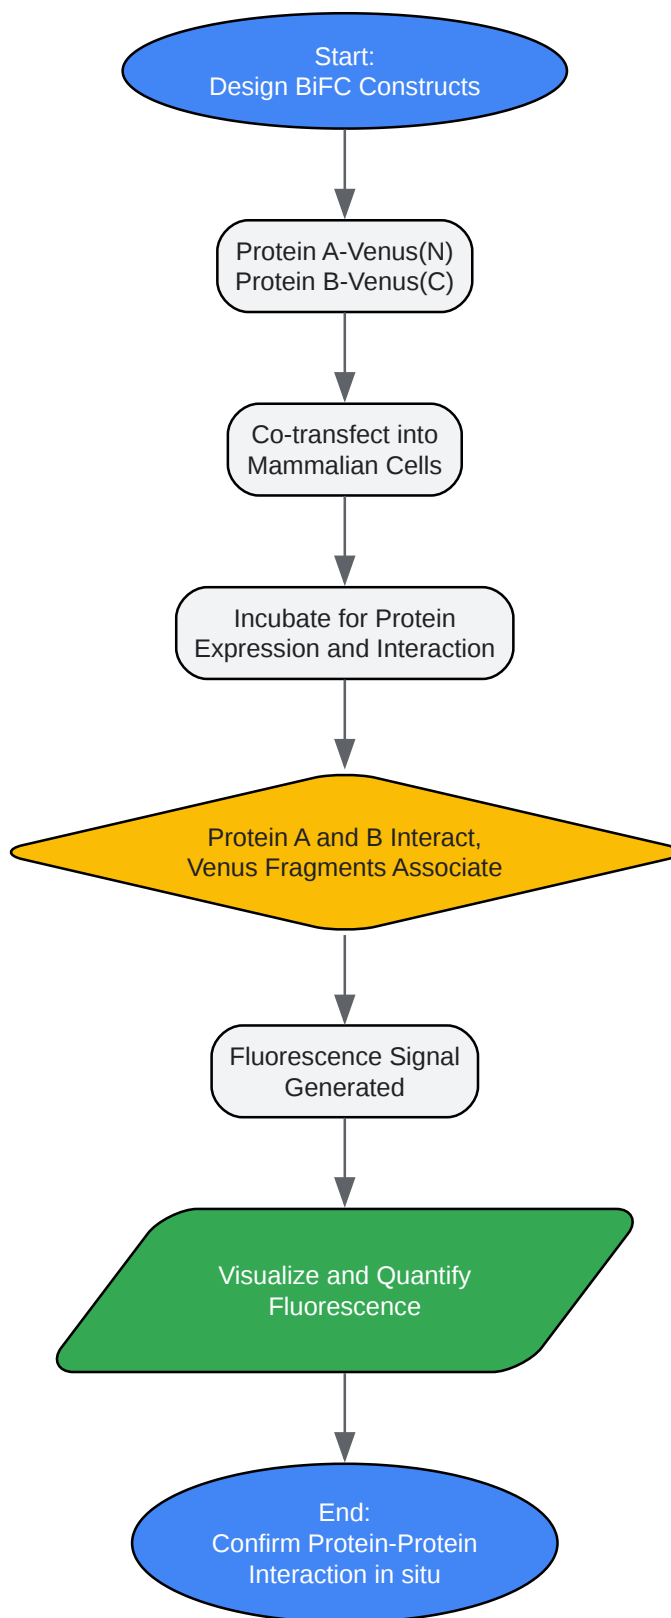 Start:
Design BiFC Constructs
Protein A-Venus(N)
Protein B-Venus(C)
Co-transfect into
Mammalian Cells
Incubate for Protein
Expression and Interaction
Protein A and B Interact,
Venus Fragments Associate
Fluorescence Signal
Generated
Visualize and Quantify
Fluorescence
End:
Confirm Protein-Protein
Interaction in situ